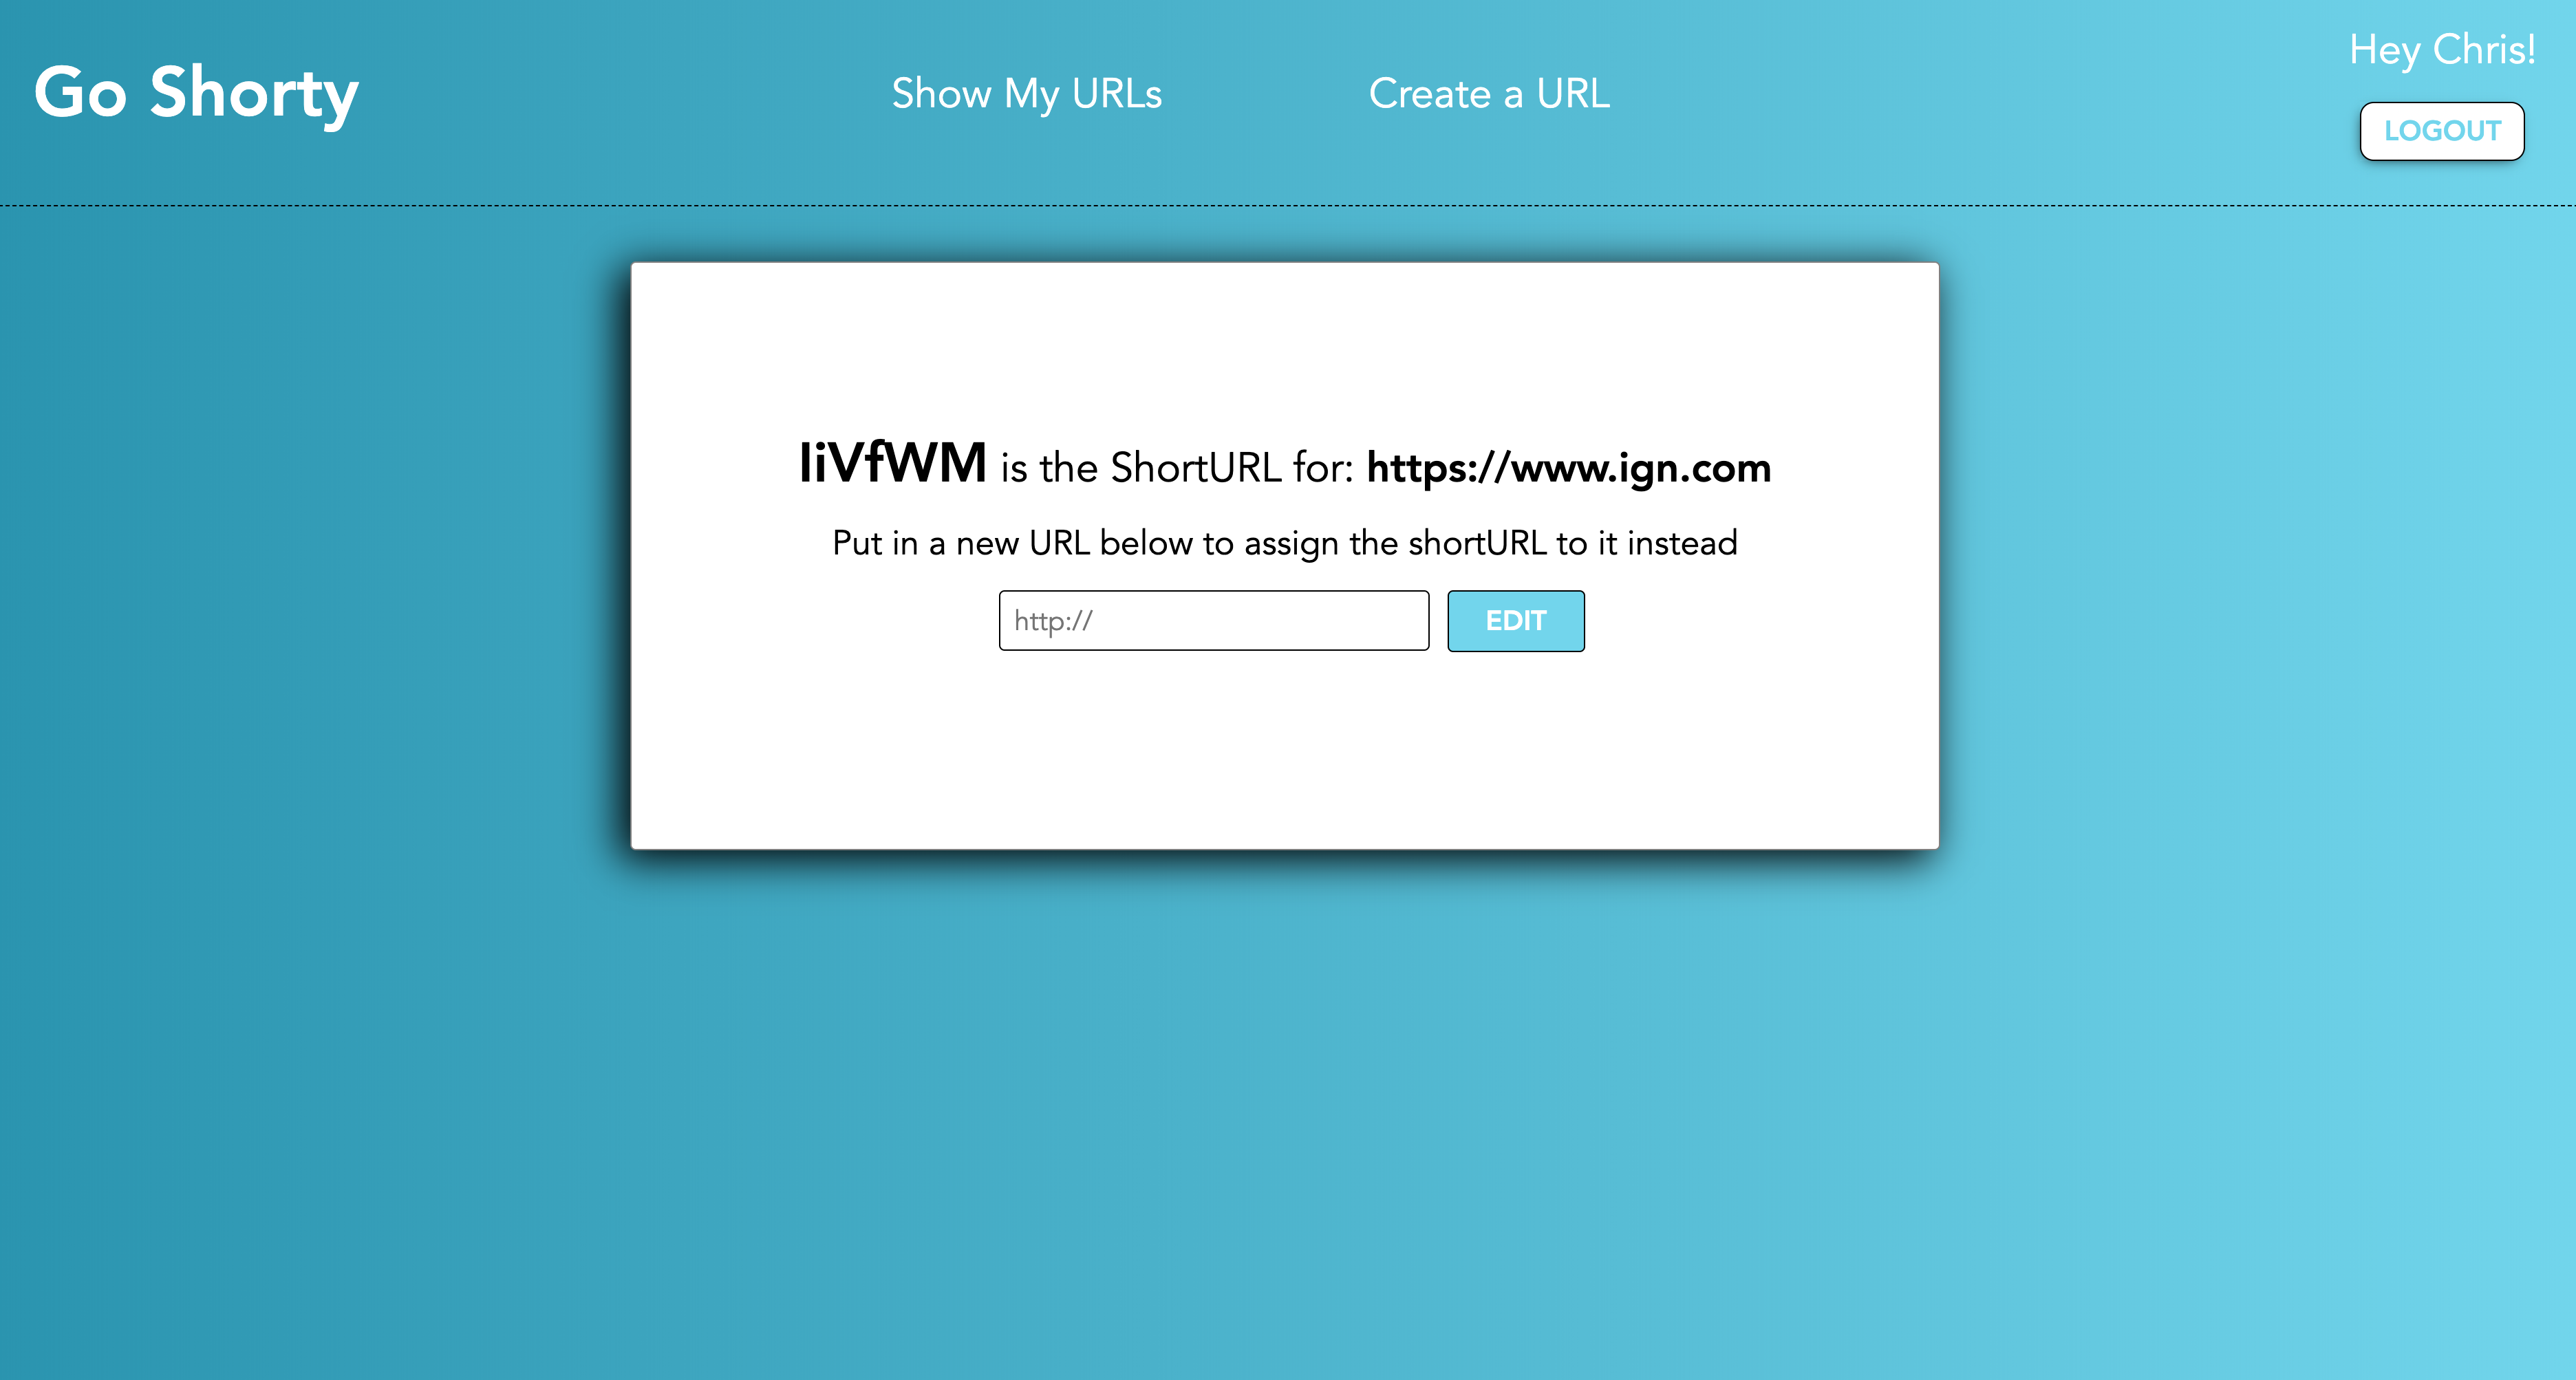 Go Shorty
Show My URLs
Create a URL
Hey Chris!
LOGOUT
IiVfWM is the ShortURL for: https://www.ign.com
Put in a new URL below to assign the shortURL to it instead
http://
EDIT